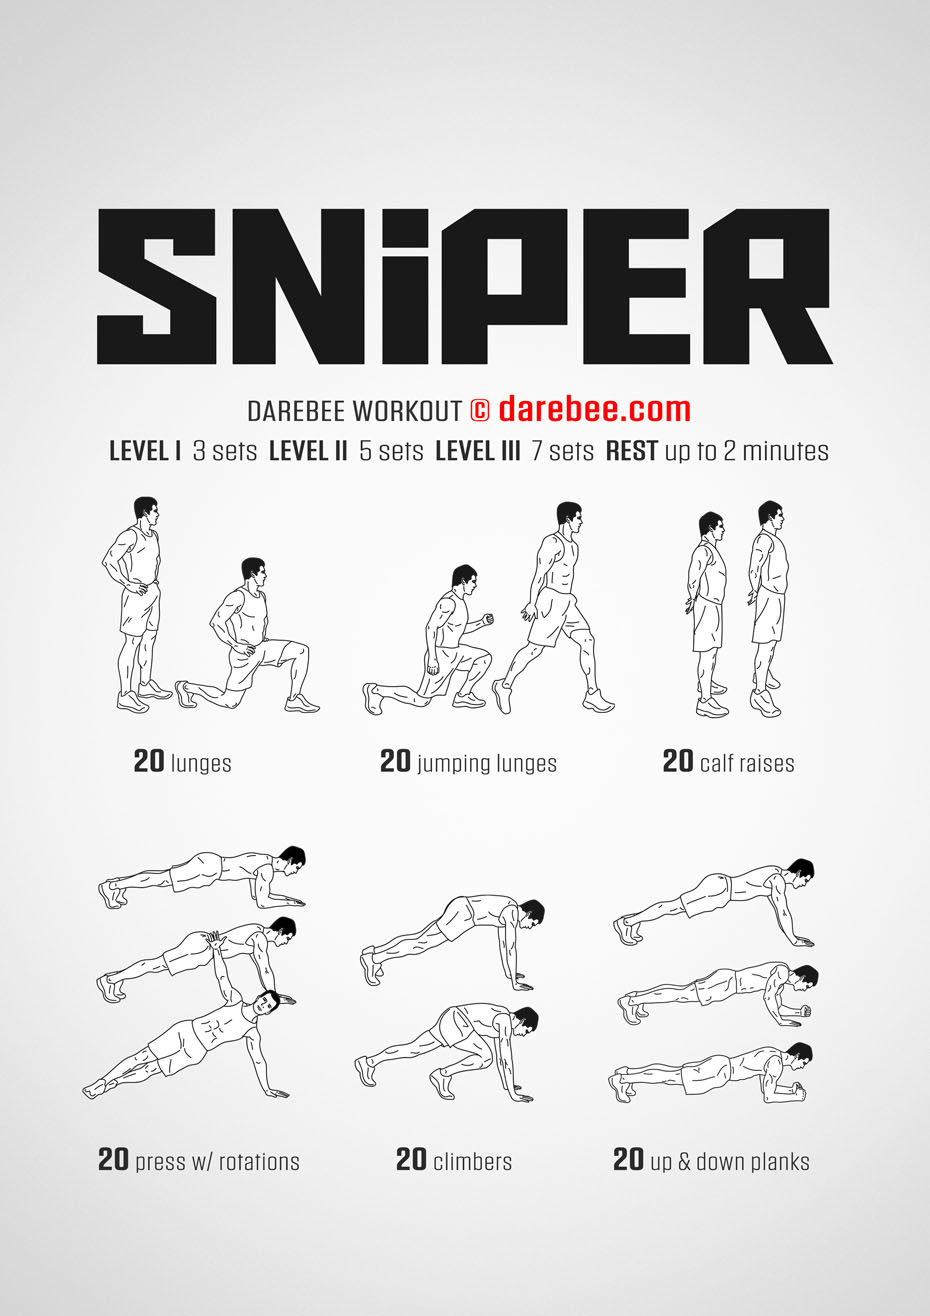 SNiPER
DAREBEE WORKOUT © darebee.com
LEVEL I 3 sets LEVEL II 5 sets LEVEL III 7 sets REST up to 2 minutes
20 lunges
20 jumping lunges
20 calf raises
20 press w/ rotations
20 climbers
20 up & down planks